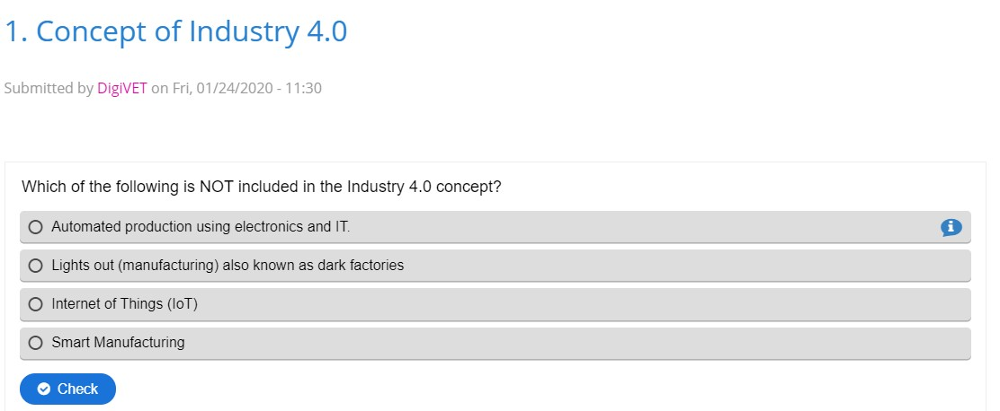 1. Concept of Industry 4.0
Submitted by DigiVET on Fri, 01/24/2020 - 11:30
Which of the following is NOT included in the Industry 4.0 concept?
Automated production using electronics and IT.
Lights out (manufacturing) also known as dark factories
Internet of Things (IoT)
Smart Manufacturing
Check